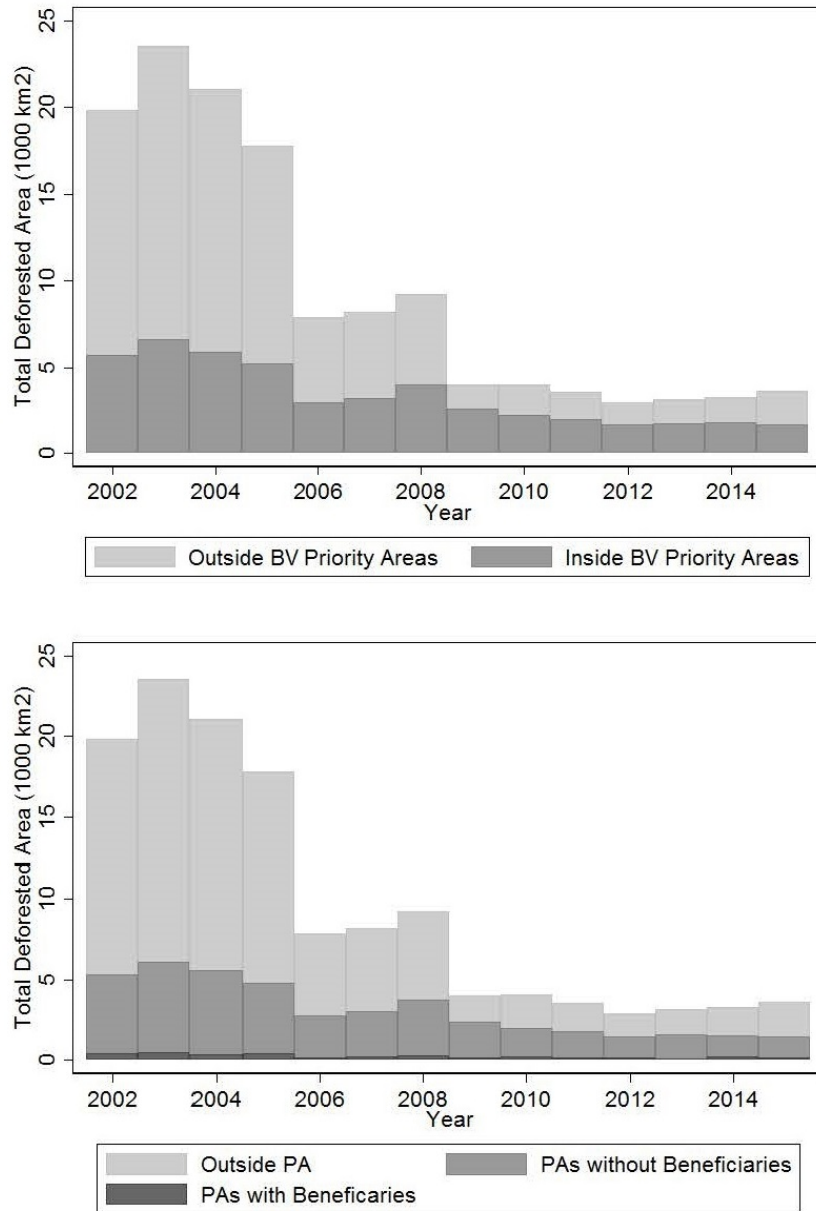 Total Deforested Area (1000 km2)
25
20
15
10
5
0
2002 2004 2006 2008 2010 2012 2014
Year
Outside BV Priority Areas Inside BV Priority Areas
Total Deforested Area (1000 km2)
25
20
15
10
5
0
2002 2004 2006 2008 2010 2012 2014
Year
Outside PA PAs without Beneficiaries
PAs with Beneficaries